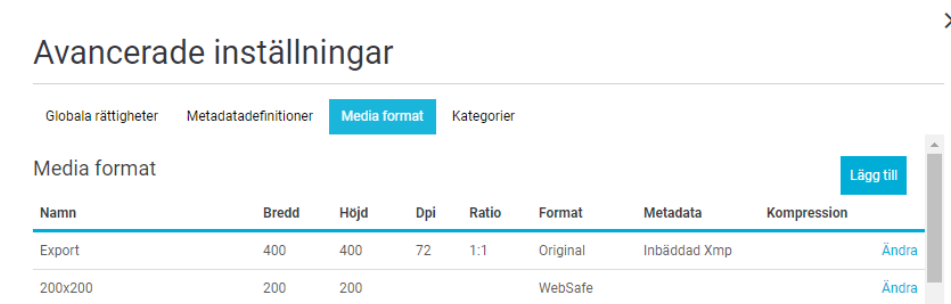 Avancerade inställningar
Globala rättigheter Metadatadefinitioner Media format Kategorier
Media format
Lägg till
Namn Bredd Höjd Dpi Ratio Format Metadata Kompression
Export 400 400 72 1:1 Original Inbäddad Xmp Ändra
200x200 200 200 WebSafe Ändra